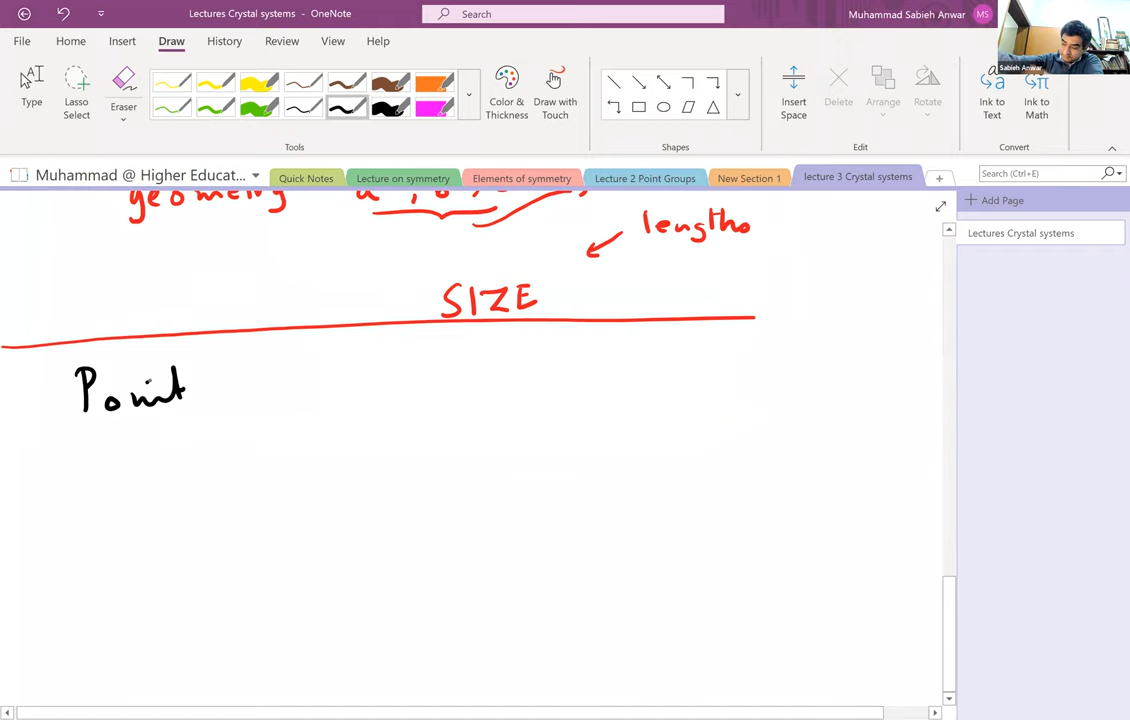 Lectures Crystal systems - OneNote
Search
Muhammad Sabieh Anwar
MS
File Home Insert Draw History Review View Help
Sabieh Anwar
Type
Lasso Select
Eraser
Color & Thickness
Draw with Touch
Insert Space
Delete
Arrange
Rotate
Ink to Text
Ink to Math
Tools
Shapes
Edit
Convert
Muhammad @ Higher Educat...
Quick Notes
Lecture on symmetry
Elements of symmetry
Lecture 2 Point Groups
New Section 1
lecture 3 Crystal systems
Search (Ctrl+E)
Add Page
Lectures Crystal systems
geometry
lengths
SIZE
Point